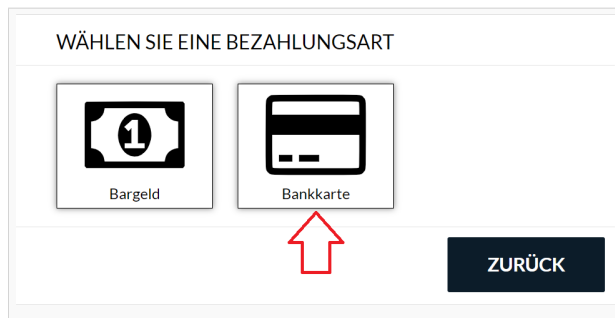 WÄHLEN SIE EINE BEZAHLUNGSART
1
Bargeld
Bankkarte
ZURÜCK